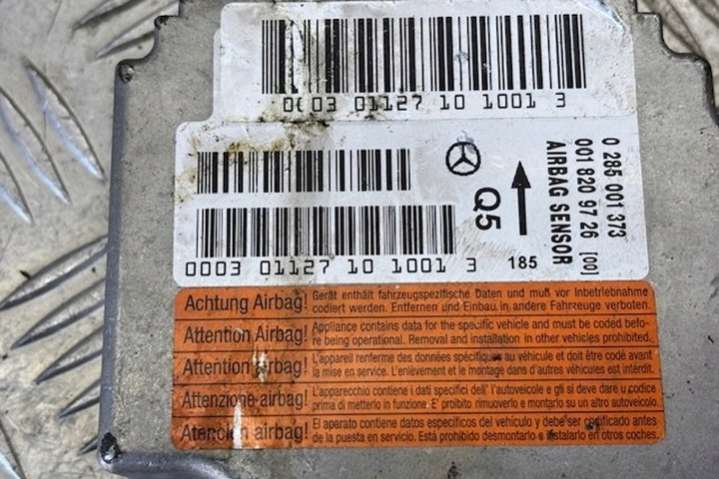 0003 01127 10 1001 3
0 285 001 373
001 820 97 26 [00]
AIRBAG SENSOR
Q5
185
0003 01127 10 1001 3
Achtung Airbag! Gerät enthält fahrzeugspezifische Daten und muß vor Inbetriebnahme
codiert werden. Entfernen und Einbau in andere Fahrzeuge verboten.
Attention Airbag! Appliance contains data for the specific vehicle and must be coded befo-
re being operational. Removal and installation in other vehicles prohibited.
Attention Airbag! L'appareil renferme des données spécifiques au véhicule et doit être codé avant
la mise en service. L'enlèvement et le montage dans d'autres véhicules est interdit.
Attenzione airbag! L'apparecchio contiene i dati specifici dell' l'autoveicole e gli si deve dare u codice
prima di metterlo in funzione E' proibito rimuoverlo e montarlo su un altro autoveicolo.
Atención airbag! El aparato contiene datos específicos del vehículo y debe ser codificado antes
de la puesta en servicio. Está prohibido desmontarlo e instalarlo en otros coches.